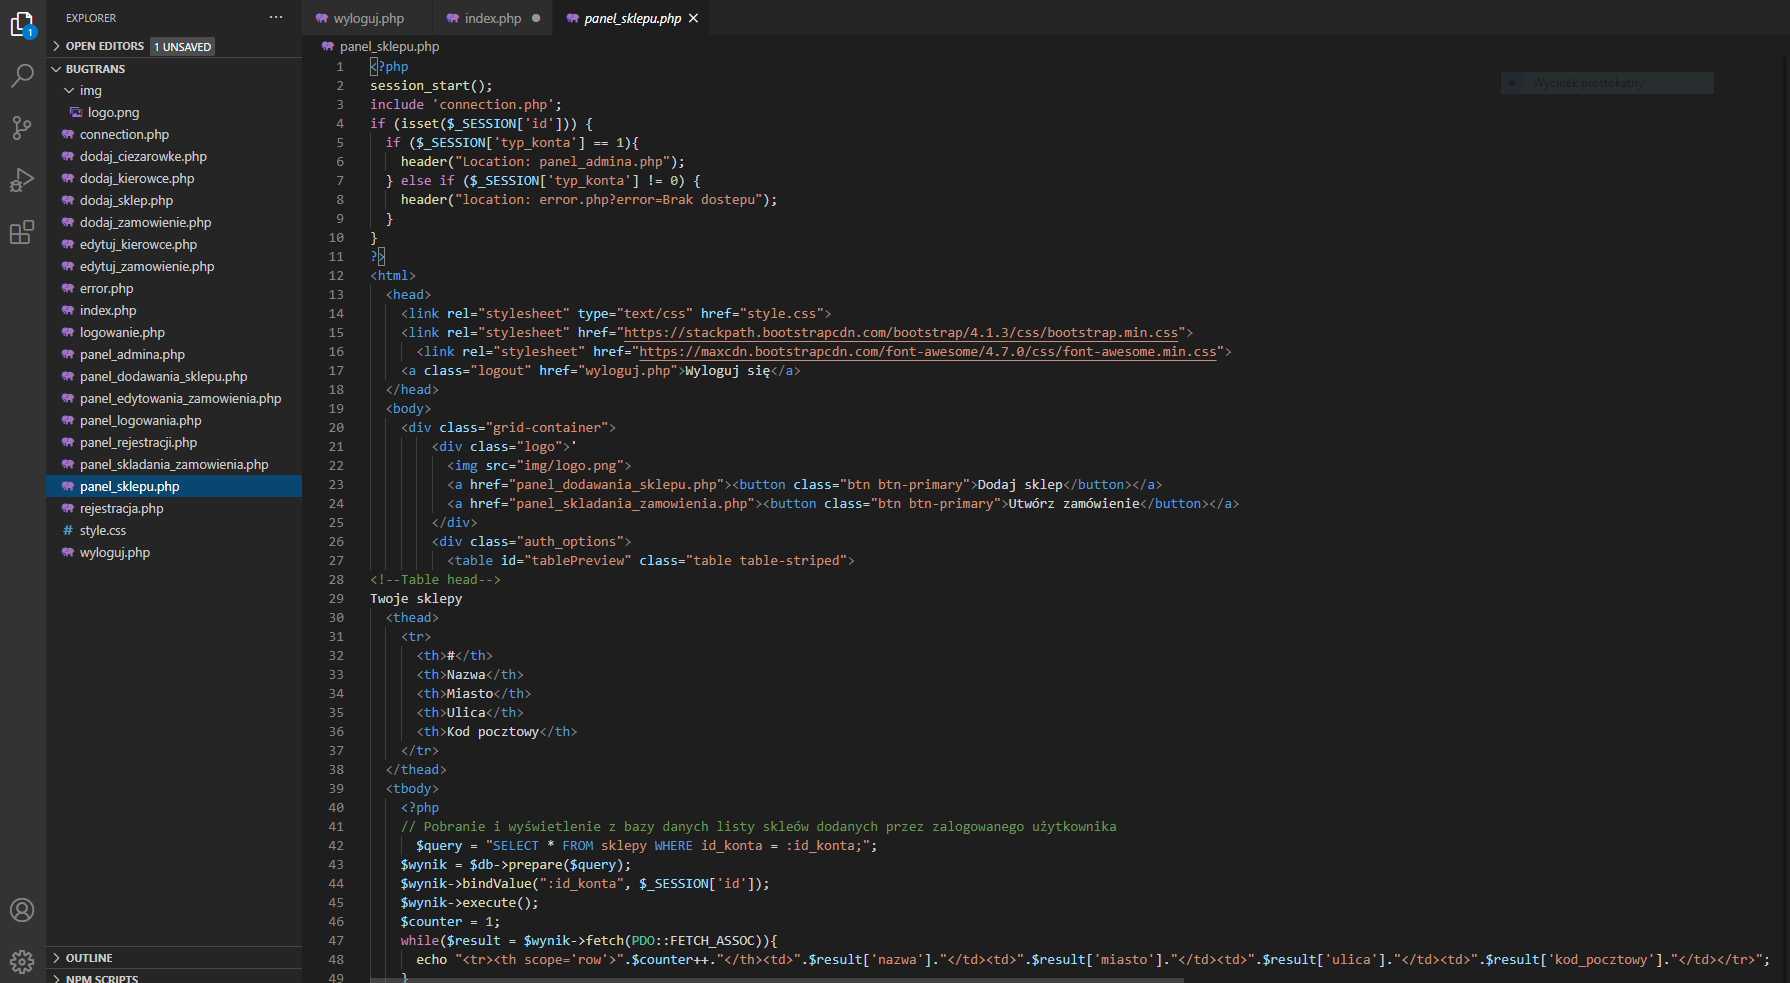 EXPLORER
OPEN EDITORS 1 UNSAVED
BUGTRANS
img
logo.png
connection.php
dodaj_ciezarowke.php
dodaj_kierowce.php
dodaj_sklep.php
dodaj_zamowienie.php
edytuj_kierowce.php
edytuj_zamowienie.php
error.php
index.php
logowanie.php
panel_admina.php
panel_dodawania_sklepu.php
panel_edytowania_zamowienia.php
panel_logowania.php
panel_rejestracji.php
panel_skladania_zamowienia.php
panel_sklepu.php
rejestracja.php
# style.css
wyloguj.php
OUTLINE
NPM SCRIPTS
1
wyloguj.php index.php panel_sklepu.php
panel_sklepu.php
Wycinek prostokątny
1 <?php
2 session_start();
3 include 'connection.php';
4 if (isset($_SESSION['id'])) {
5 if ($_SESSION['typ_konta'] == 1){
6 header("Location: panel_admina.php");
7 } else if ($_SESSION['typ_konta'] != 0) {
8 header("location: error.php?error=Brak dostepu");
9 }
10 }
11 ?>
12 <html>
13 <head>
14 <link rel="stylesheet" type="text/css" href="style.css">
15 <link rel="stylesheet" href="https://stackpath.bootstrapcdn.com/bootstrap/4.1.3/css/bootstrap.min.css">
16 <link rel="stylesheet" href="https://maxcdn.bootstrapcdn.com/font-awesome/4.7.0/css/font-awesome.min.css">
17 <a class="logout" href="wyloguj.php">Wyloguj się</a>
18 </head>
19 <body>
20 <div class="grid-container">
21 <div class="logo">'
22 <img src="img/logo.png">
23 <a href="panel_dodawania_sklepu.php"><button class="btn btn-primary">Dodaj sklep</button></a>
24 <a href="panel_skladania_zamowienia.php"><button class="btn btn-primary">Utwórz zamówienie</button></a>
25 </div>
26 <div class="auth_options">
27 <table id="tablePreview" class="table table-striped">
28 <!--Table head-->
29 Twoje sklepy
30 <thead>
31 <tr>
32 <th>#</th>
33 <th>Nazwa</th>
34 <th>Miasto</th>
35 <th>Ulica</th>
36 <th>Kod pocztowy</th>
37 </tr>
38 </thead>
39 <tbody>
40 <?php
41 // Pobranie i wyświetlenie z bazy danych listy skleów dodanych przez zalogowanego użytkownika
42 $query = "SELECT * FROM sklepy WHERE id_konta = :id_konta;";
43 $wynik = $db->prepare($query);
44 $wynik->bindValue(":id_konta", $_SESSION['id']);
45 $wynik->execute();
46 $counter = 1;
47 while($result = $wynik->fetch(PDO::FETCH_ASSOC)){
48 echo "<tr><th scope='row'>".$counter++."</th><td>".$result['nazwa']."</td><td>".$result['miasto']."</td><td>".$result['ulica']."</td><td>".$result['kod_pocztowy']."</td></tr>";
49 }